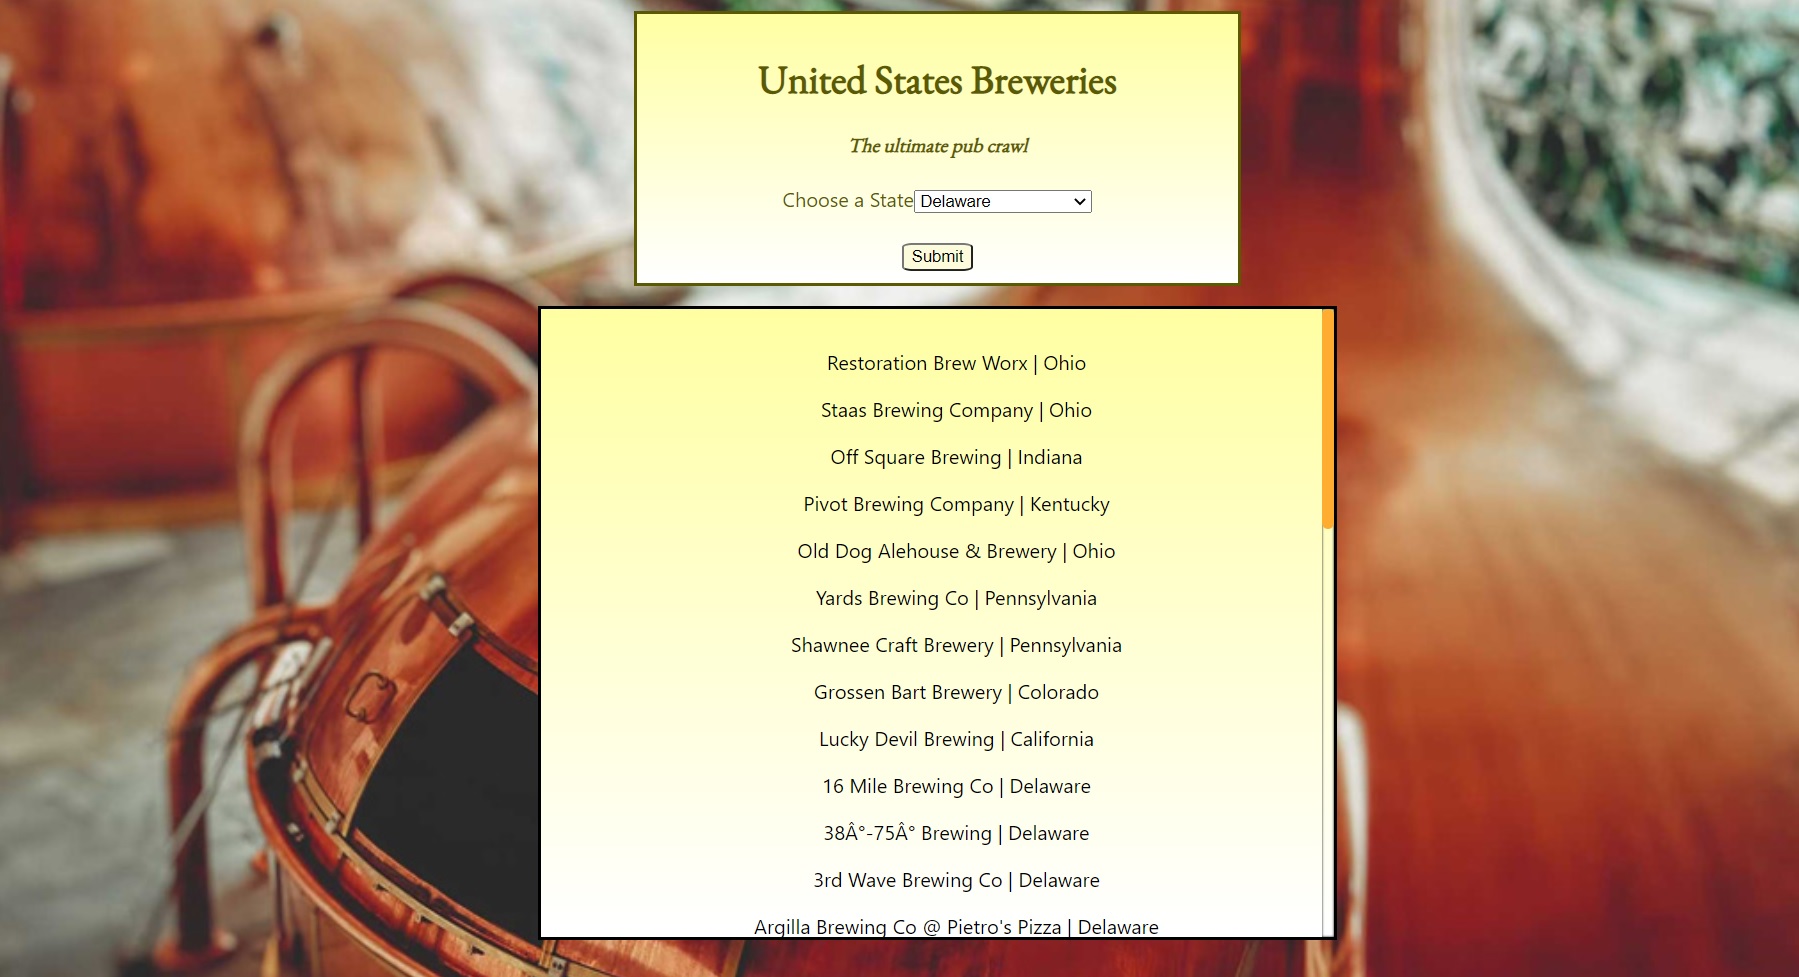 United States Breweries
The ultimate pub crawl
Choose a State Delaware
Submit
Restoration Brew Worx | Ohio
Staas Brewing Company | Ohio
Off Square Brewing | Indiana
Pivot Brewing Company | Kentucky
Old Dog Alehouse & Brewery | Ohio
Yards Brewing Co | Pennsylvania
Shawnee Craft Brewery | Pennsylvania
Grossen Bart Brewery | Colorado
Lucky Devil Brewing | California
16 Mile Brewing Co | Delaware
38Â°-75Â° Brewing | Delaware
3rd Wave Brewing Co | Delaware
Argilla Brewing Co @ Pietro's Pizza | Delaware